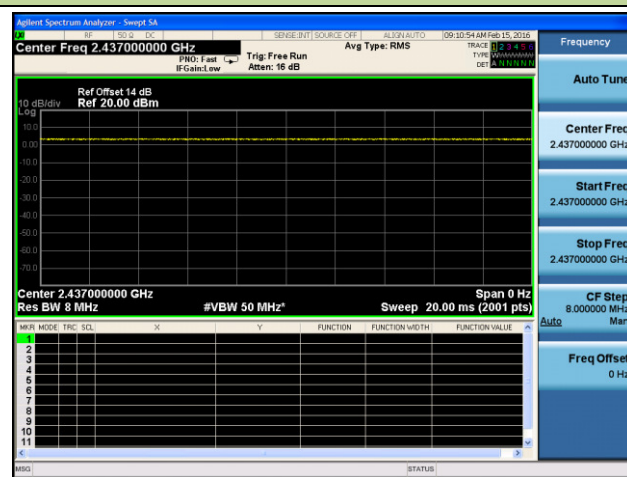 Agilent Spectrum Analyzer - Swept SA
RF 50 Ω DC SENSE:INT SOURCE OFF ALIGN AUTO 09:10:54 AM Feb 15, 2016
Center Freq 2.437000000 GHz
PNO: Fast
IFGain:Low
Trig: Free Run
Atten: 16 dB
Avg Type: RMS
TRACE 1 2 3 4 5 6
TYPE
DET A N N N N N
Ref Offset 14 dB
10 dB/div Ref 20.00 dBm
Log
10.0
0.00
-10.0
-20.0
-30.0
-40.0
-50.0
-60.0
-70.0
Center 2.437000000 GHz Span 0 Hz
Res BW 8 MHz #VBW 50 MHz* Sweep 20.00 ms (2001 pts)
MKR MODE TRC SCL X Y FUNCTION FUNCTION WIDTH FUNCTION VALUE
1
2
3
4
5
6
7
8
9
10
11
MSG STATUS
Frequency
Auto Tune
Center Freq
2.437000000 GHz
Start Freq
2.437000000 GHz
Stop Freq
2.437000000 GHz
CF Step
8.000000 MHz
Auto Man
Freq Offset
0 Hz